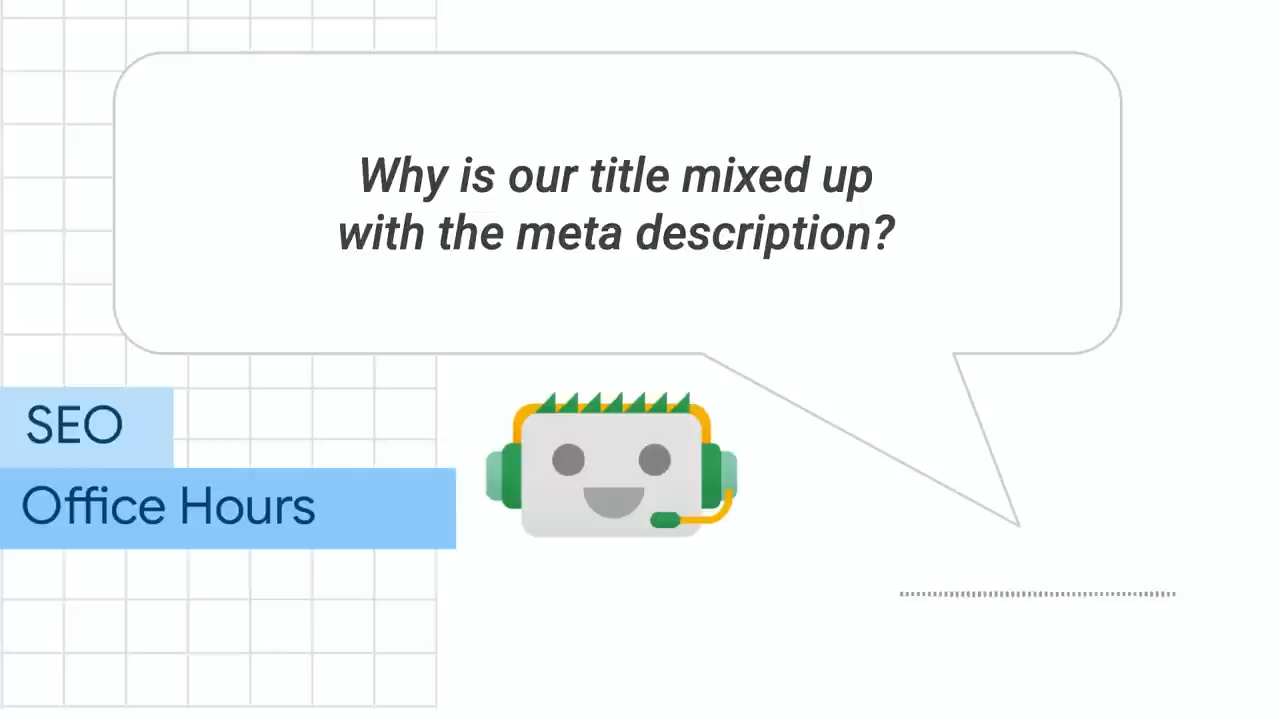 Why is our title mixed up
with the meta description?
SEO
Office Hours